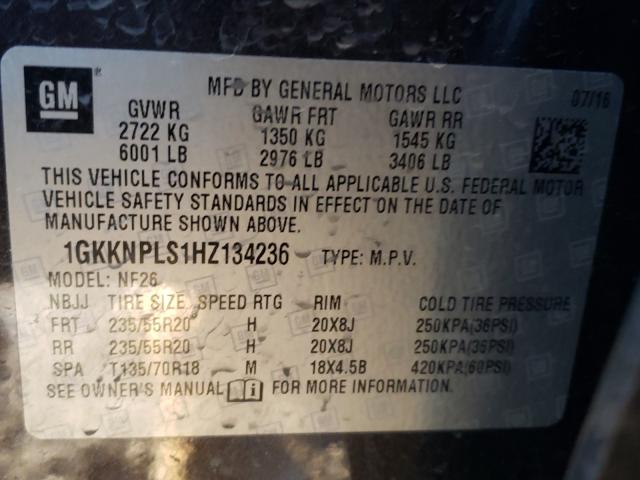 GM ®
MFD BY GENERAL MOTORS LLC 07/16
GVWR GAWR FRT GAWR RR
2722 KG 1350 KG 1545 KG
6001 LB 2976 LB 3406 LB
THIS VEHICLE CONFORMS TO ALL APPLICABLE U.S. FEDERAL MOTOR
VEHICLE SAFETY STANDARDS IN EFFECT ON THE DATE OF
MANUFACTURE SHOWN ABOVE.
1GKKNPLS1HZ134236 TYPE: M.P.V.
MODEL: NF26
NBJJ TIRE SIZE SPEED RTG RIM COLD TIRE PRESSURE
FRT 235/55R20 H 20X8J 250KPA(36PSI)
RR 235/55R20 H 20X8J 250KPA(36PSI)
SPA T135/70R18 M 18X4.5B 420KPA(60PSI)
SEE OWNER'S MANUAL FOR MORE INFORMATION.